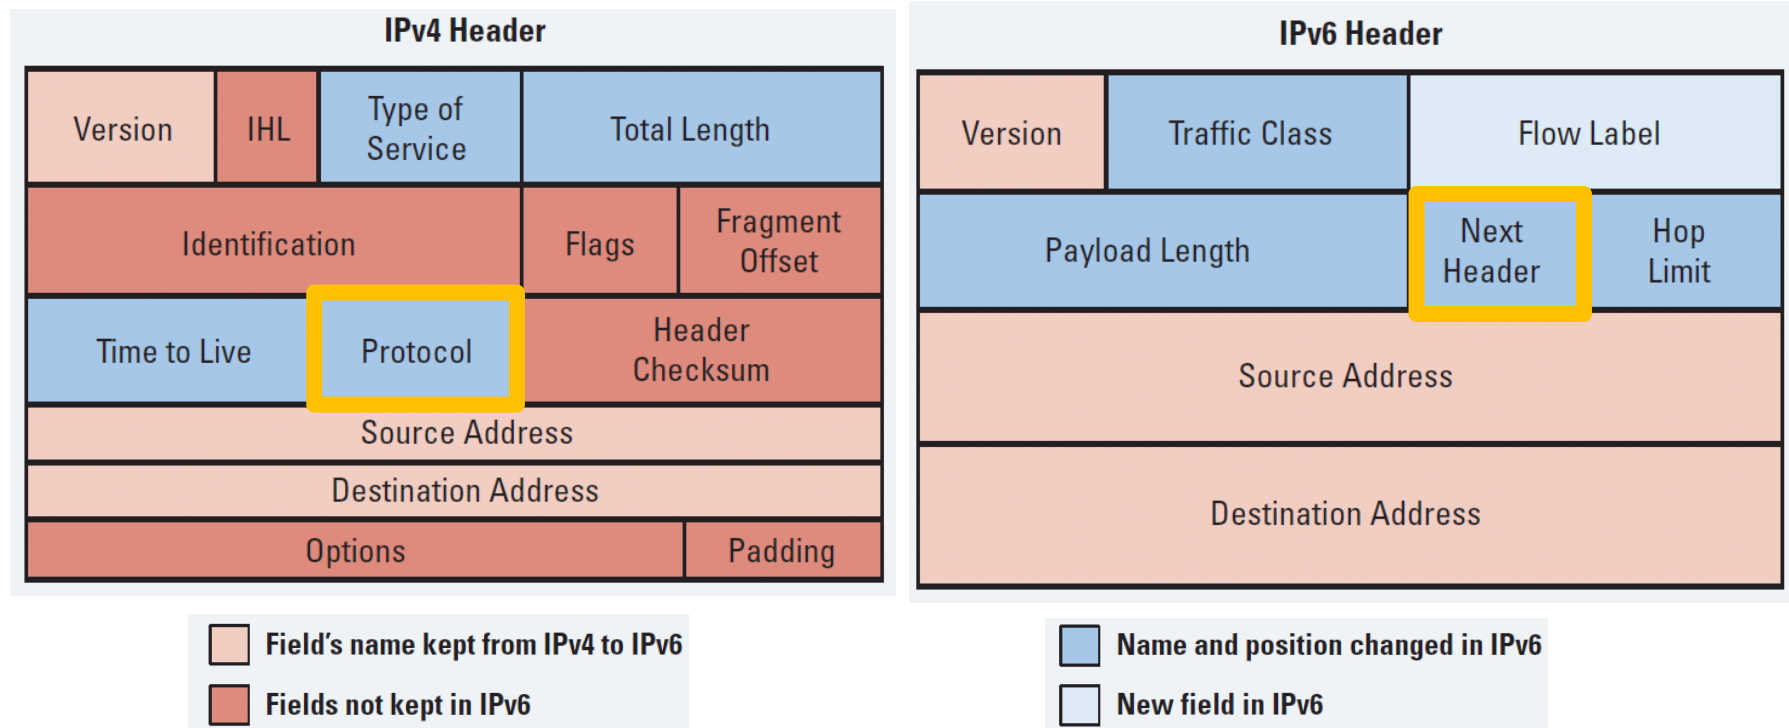 IPv4 Header
Version
IHL
Type of
Service
Total Length
Identification
Flags
Fragment
Offset
Time to Live
Protocol
Header
Checksum
Source Address
Destination Address
Options
Padding
Field's name kept from IPv4 to IPv6
Fields not kept in IPv6
IPv6 Header
Version
Traffic Class
Flow Label
Payload Length
Next
Header
Hop
Limit
Source Address
Destination Address
Name and position changed in IPv6
New field in IPv6